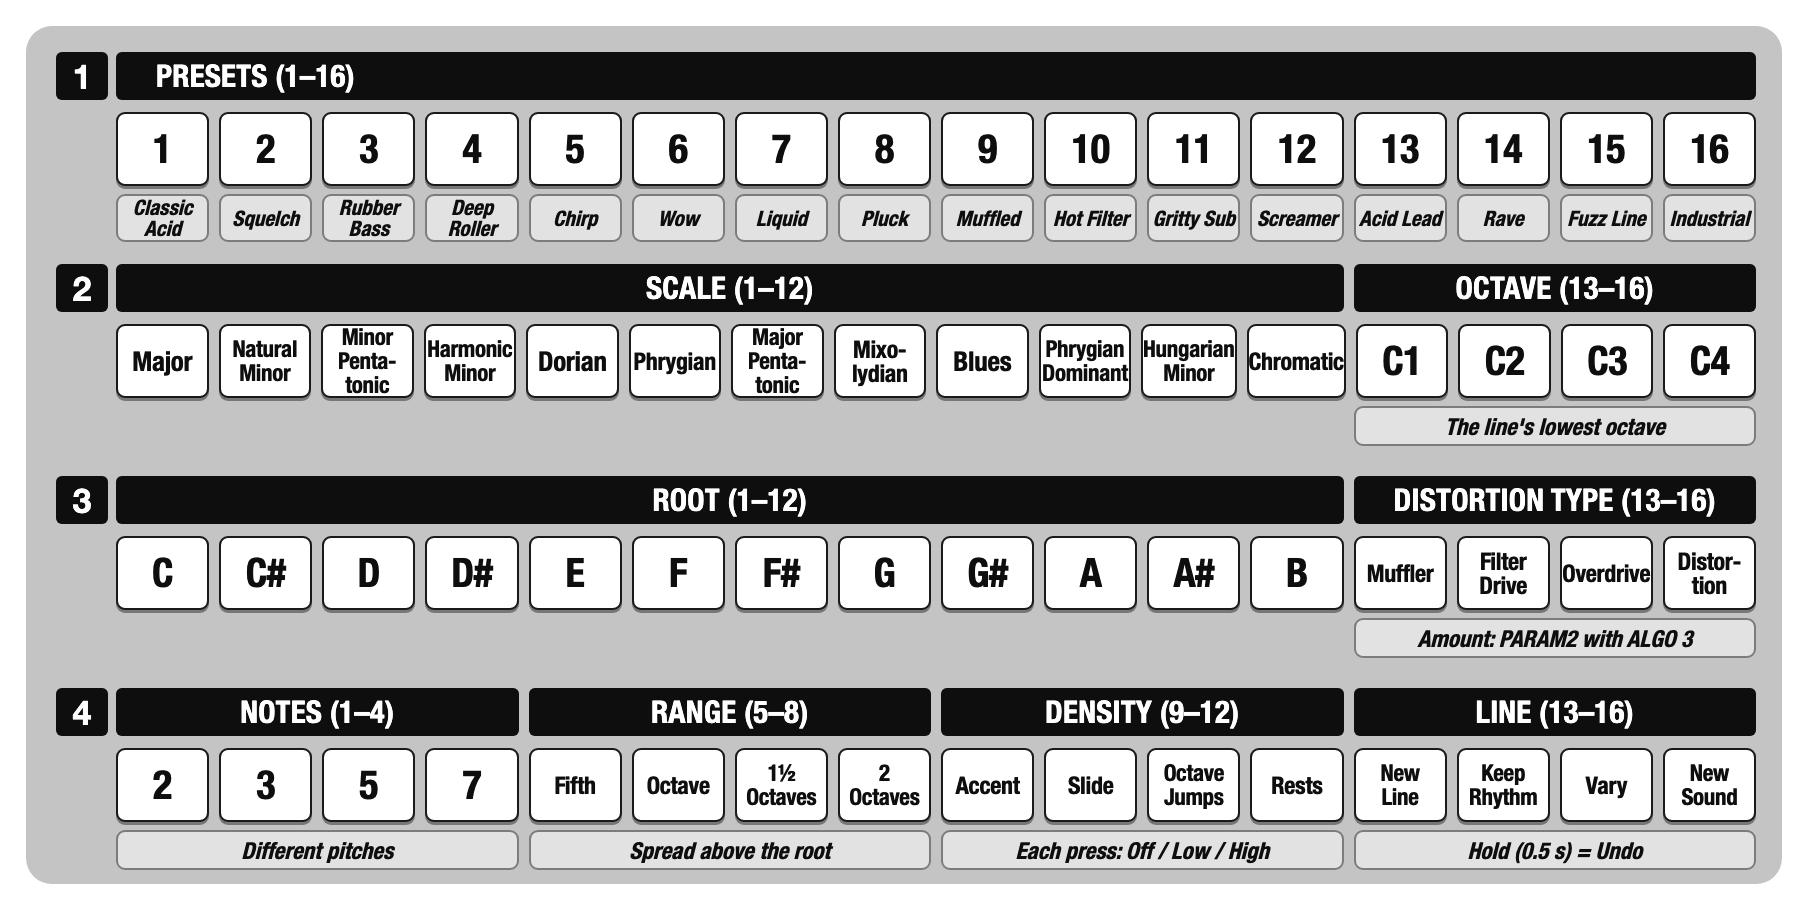 1 PRESETS (1–16)
1 2 3 4 5 6 7 8 9 10 11 12 13 14 15 16
Classic Acid Squelch Rubber Bass Deep Roller Chirp Wow Liquid Pluck Muffled Hot Filter Gritty Sub Screamer Acid Lead Rave Fuzz Line Industrial
2 SCALE (1–12) OCTAVE (13–16)
Major Natural Minor Minor Penta-tonic Harmonic Minor Dorian Phrygian Major Penta-tonic Mixo-lydian Blues Phrygian Dominant Hungarian Minor Chromatic C1 C2 C3 C4
The line's lowest octave
3 ROOT (1–12) DISTORTION TYPE (13–16)
C C# D D# E F F# G G# A A# B Muffler Filter Drive Overdrive Distor-tion
Amount: PARAM2 with ALGO 3
4 NOTES (1–4) RANGE (5–8) DENSITY (9–12) LINE (13–16)
2 3 5 7 Fifth Octave 1½ Octaves 2 Octaves Accent Slide Octave Jumps Rests New Line Keep Rhythm Vary New Sound
Different pitches Spread above the root Each press: Off / Low / High Hold (0.5 s) = Undo